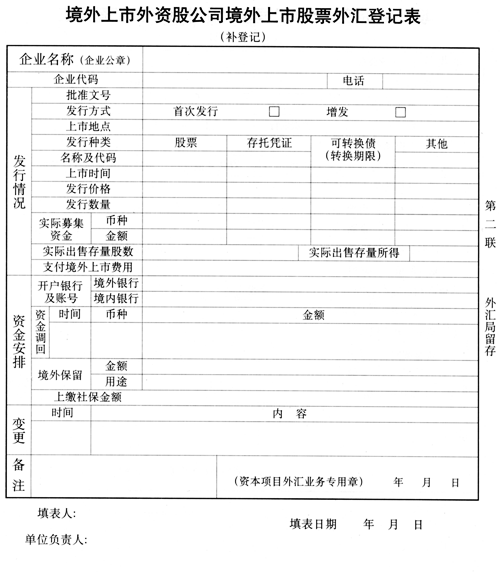 境外上市外资股公司境外上市股票外汇登记表
(补登记)
企业名称(企业公章)
企业代码 电话
发行情况
批准文号
发行方式 首次发行 □ 增发 □
上市地点
发行种类 股票 存托凭证 可转换债(转换期限) 其他
名称及代码
上市时间
发行价格
发行数量
实际募集资金 币种
金额
实际出售存量股数 实际出售存量所得
支付境外上市费用
资金安排
开户银行及账号 境外银行
境内银行
资金调回 时间 币种 金额
境外保留 金额
用途
上缴社保金额
变更 时间 内容
备注 (资本项目外汇业务专用章) 年 月 日
第二联 外汇局留存
填表人:
填表日期 年 月 日
单位负责人: